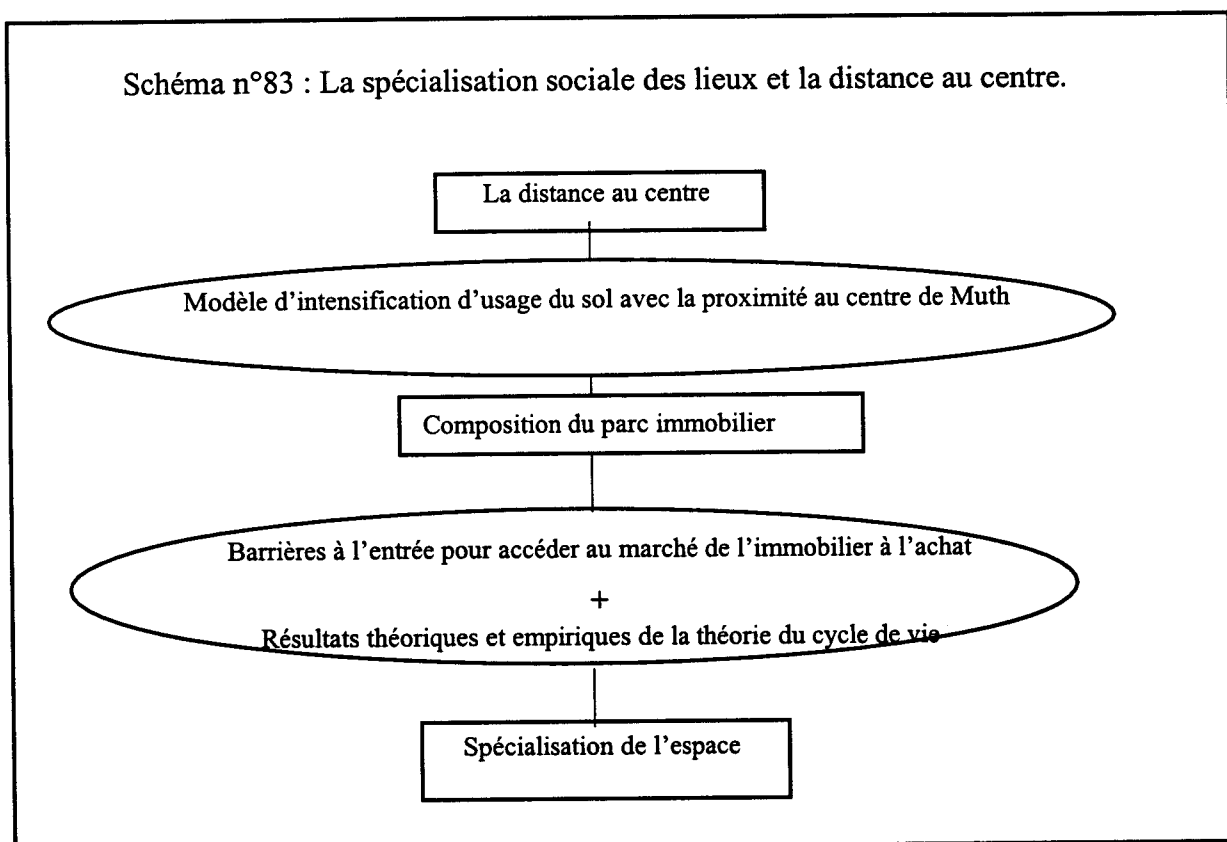 Schéma n°83 : La spécialisation sociale des lieux et la distance au centre.
La distance au centre
Modèle d'intensification d'usage du sol avec la proximité au centre de Muth
Composition du parc immobilier
Barrières à l'entrée pour accéder au marché de l'immobilier à l'achat
+
Résultats théoriques et empiriques de la théorie du cycle de vie
Spécialisation de l'espace